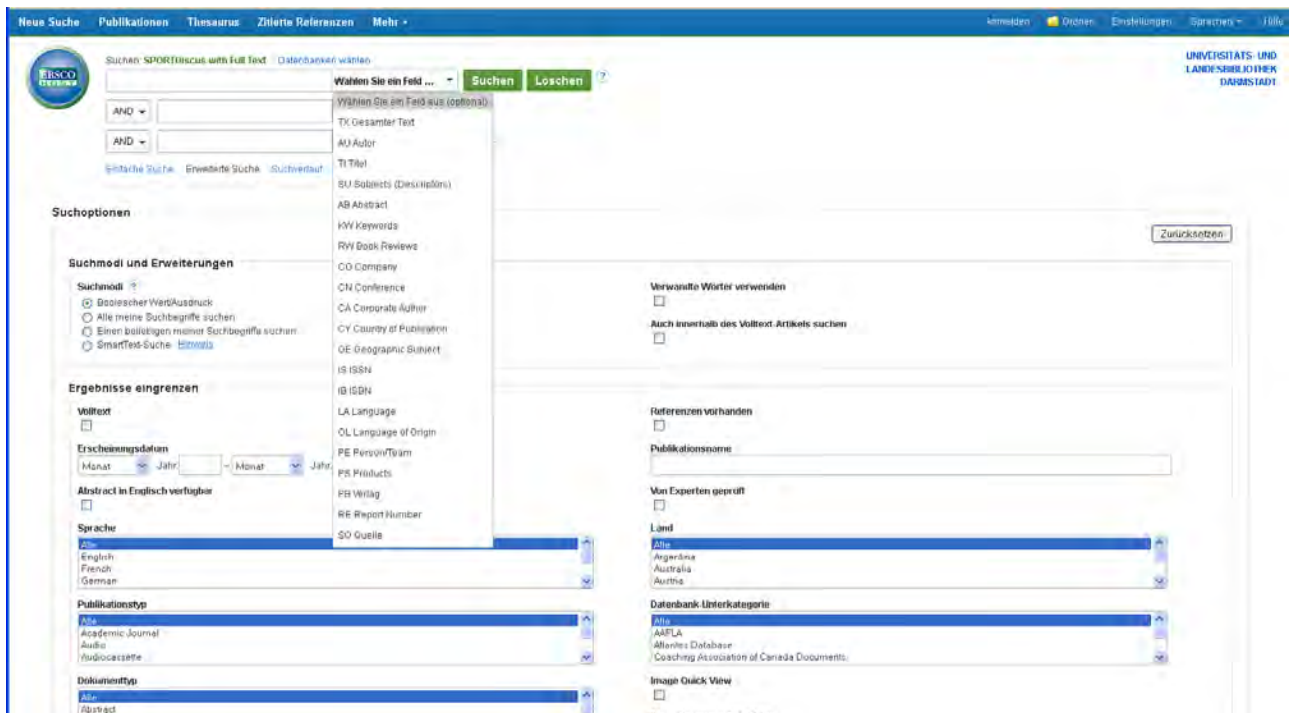 Neue Suche Publikationen Thesaurus Zitierte Referenzen Mehr
Anmelden Ordner Einstellungen Sprachen Hilfe
EBSCO
Suchen: SPORTDiscus with Full Text Datenbanken wählen
UNIVERSITÄTS- UND
LANDESBIBLIOTHEK
DARMSTADT
Wählen Sie ein Feld ... Suchen Löschen ?
Wählen Sie ein Feld aus (optional)
AND
TX Gesamter Text
AU Autor
AND
TI Titel
Einfache Suche Erweiterte Suche Suchverlauf
SU Subjects (Descriptors)
AB Abstract
KW Keywords
RW Book Reviews
CO Company
CN Conference
CA Corporate Author
CY Country of Publication
GE Geographic Subject
IS ISSN
IB ISBN
LA Language
OL Language of Origin
PE Person/Team
PS Products
PB Verlag
RE Report Number
SO Quelle
Suchoptionen
Zurücksetzen
Suchmodi und Erweiterungen
Suchmodi ?
Boolescher Wert/Ausdruck
Alle meine Suchbegriffe suchen
Einen beliebigen meiner Suchbegriffe suchen
SmartText-Suche Hinweis
Verwandte Wörter verwenden
Auch innerhalb des Volltext-Artikels suchen
Ergebnisse eingrenzen
Volltext
Referenzen vorhanden
Erscheinungsdatum
Monat Jahr: – Monat Jahr:
Publikationsname
Abstract in Englisch verfügbar
Von Experten geprüft
Sprache
Alle
English
French
German
Land
Alle
Argentina
Australia
Austria
Publikationstyp
Alle
Academic Journal
Audio
Audiocassette
Datenbank-Unterkategorie
Alle
AAFLA
Atlantes Database
Coaching Association of Canada Documents
Dokumenttyp
Alle
Abstract
Image Quick View